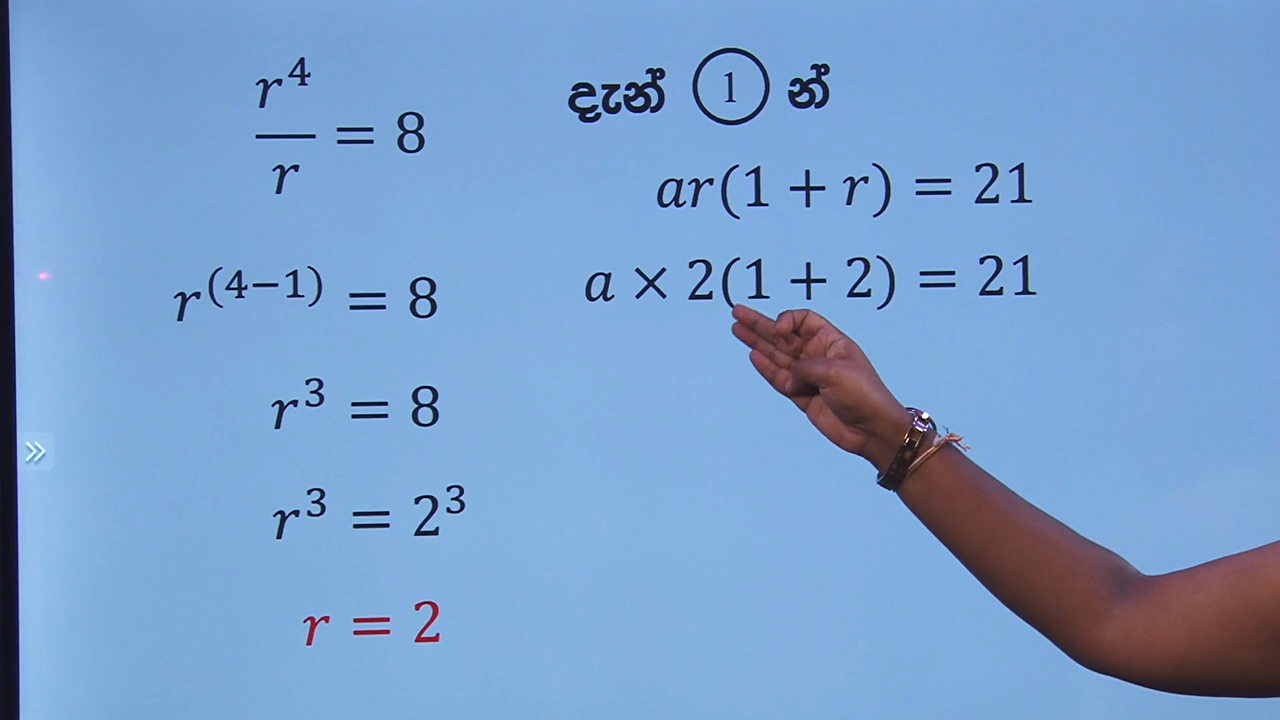 r⁴/r = 8
r⁽⁴⁻¹⁾ = 8
r³ = 8
r³ = 2³
r = 2
දැන් ① න්
ar(1 + r) = 21
a × 2(1 + 2) = 21